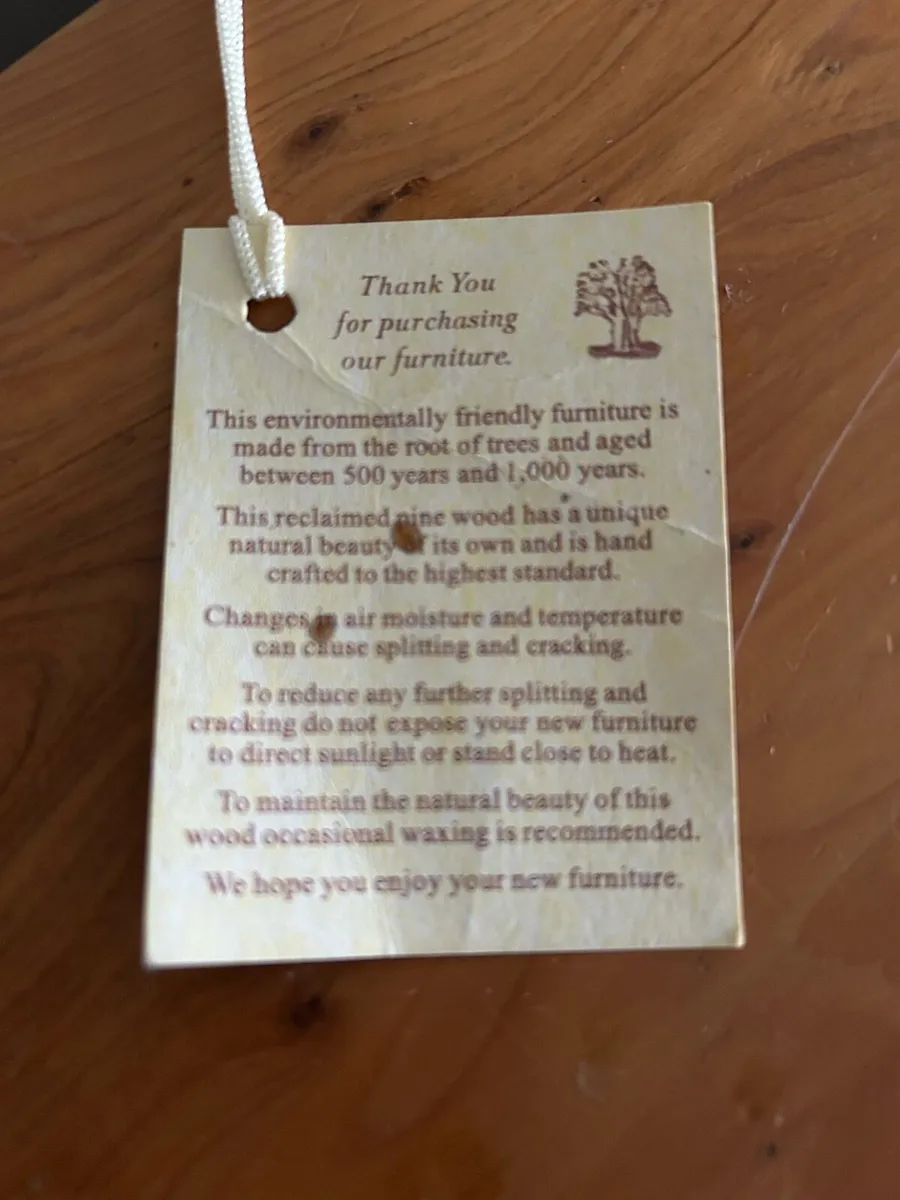 Thank You
for purchasing
our furniture.
This environmentally friendly furniture is
made from the root of trees and aged
between 500 years and 1,000 years.
This reclaimed pine wood has a unique
natural beauty of its own and is hand
crafted to the highest standard.
Changes in air moisture and temperature
can cause splitting and cracking.
To reduce any further splitting and
cracking do not expose your new furniture
to direct sunlight or stand close to heat.
To maintain the natural beauty of this
wood occasional waxing is recommended.
We hope you enjoy your new furniture.